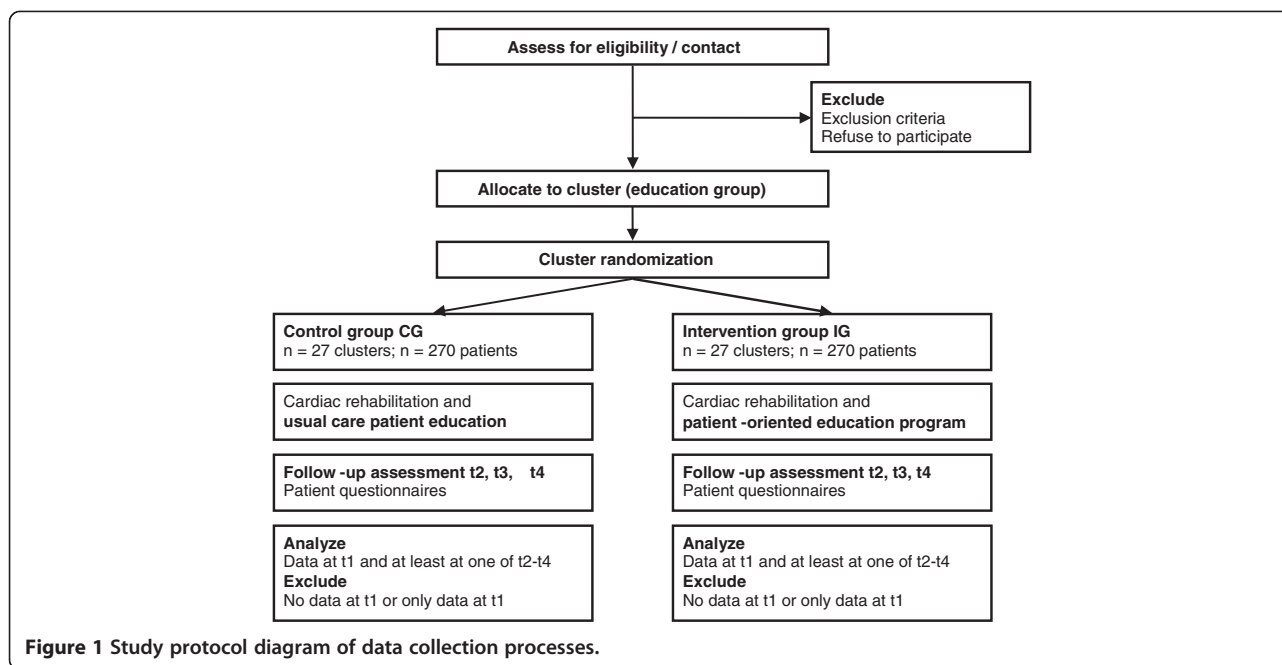 Assess for eligibility / contact
Exclude
Exclusion criteria
Refuse to participate
Allocate to cluster (education group)
Cluster randomization
Control group CG
n = 27 clusters; n = 270 patients
Cardiac rehabilitation and
usual care patient education
Follow -up assessment t2, t3, t4
Patient questionnaires
Analyze
Data at t1 and at least at one of t2-t4
Exclude
No data at t1 or only data at t1
Intervention group IG
n = 27 clusters; n = 270 patients
Cardiac rehabilitation and
patient -oriented education program
Follow -up assessment t2, t3, t4
Patient questionnaires
Analyze
Data at t1 and at least at one of t2-t4
Exclude
No data at t1 or only data at t1
Figure 1 Study protocol diagram of data collection processes.